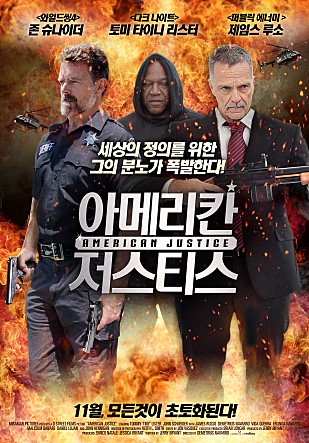 <와일드씽4> <다크 나이트> <퍼블릭 에너미>
존 슈나이더 토미 타이니 리스터 제임스 루소
세상의 정의를 위한
그의 분노가 폭발한다!
아메리칸
AMERICAN JUSTICE
저스티스
11월, 모든것이 초토화된다!